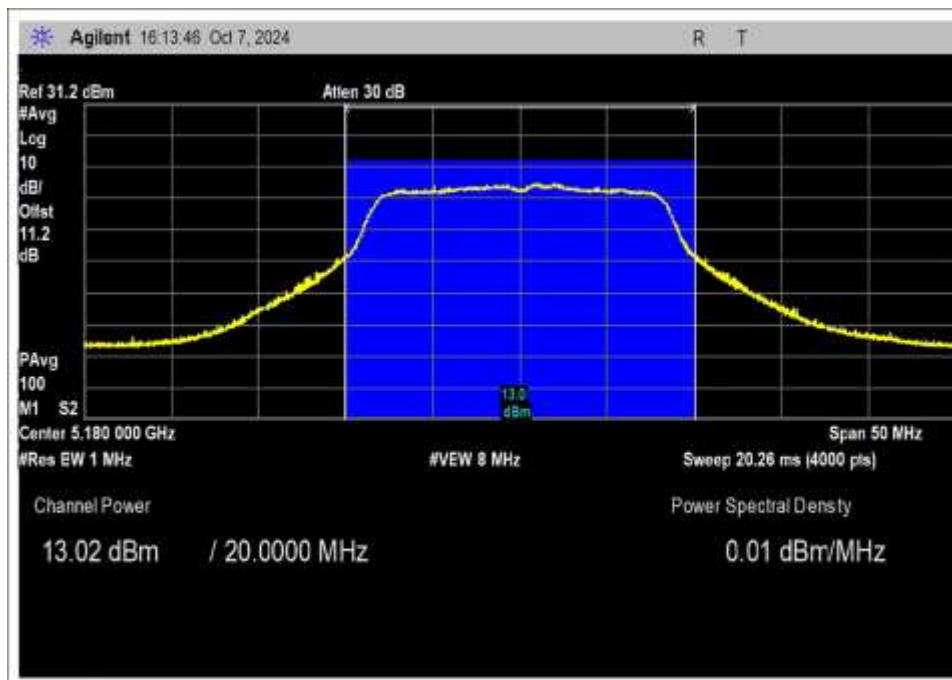 Agilent 16:13:46 Oct 7, 2024 R T
Ref 31.2 dBm Atten 30 dB
#Avg
Log
10
dB/
Offst
11.2
dB
PAvg
100
M1 S2
13.0
dBm
Center 5.180 000 GHz Span 50 MHz
#Res BW 1 MHz #VBW 8 MHz Sweep 20.26 ms (4000 pts)
Channel Power Power Spectral Density
13.02 dBm / 20.0000 MHz 0.01 dBm/MHz